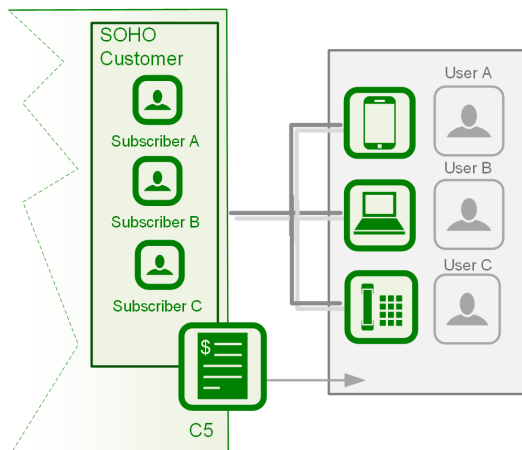 SOHO
Customer
Subscriber A
Subscriber B
Subscriber C
$
C5
User A
User B
User C